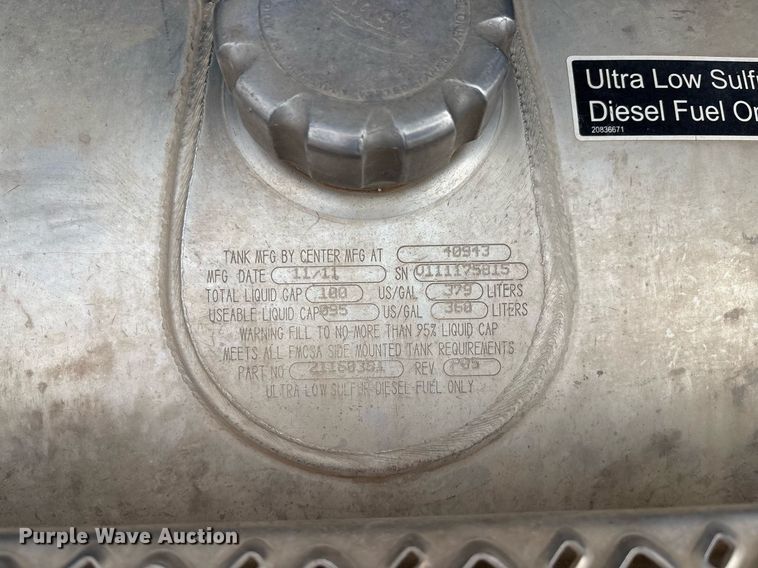 Ultra Low Sulfu
Diesel Fuel On
20836671
TANK MFG BY CENTER MFG AT 40943
MFG DATE 11/11 SN 0111175815
TOTAL LIQUID CAP 100 US/GAL 379 LITERS
USEABLE LIQUID CAP 095 US/GAL 360 LITERS
WARNING FILL TO NO MORE THAN 95% LIQUID CAP
MEETS ALL FMCSA SIDE MOUNTED TANK REQUIREMENTS
PART NO 21160351 REV P05
ULTRA LOW SULFUR DIESEL FUEL ONLY
Purple Wave Auction